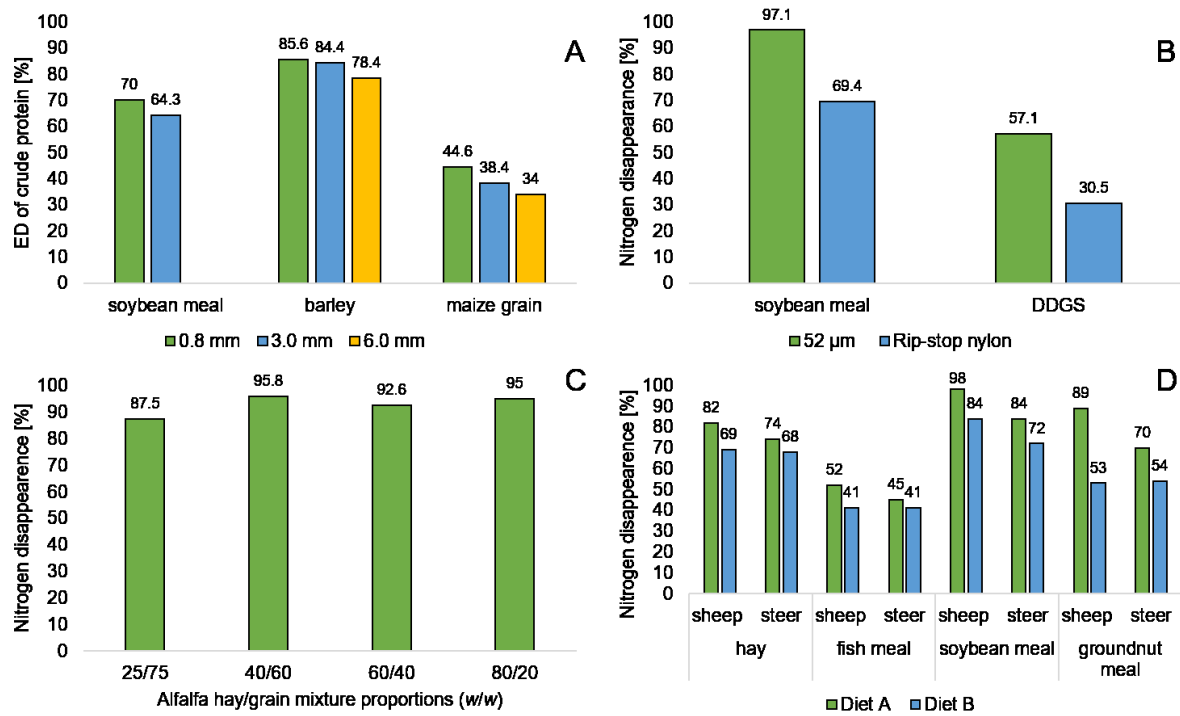 A
ED of crude protein [%]
100
90
80
70
60
50
40
30
20
10
0
70
64.3
85.6
84.4
78.4
44.6
38.4
34
soybean meal
barley
maize grain
0.8 mm
3.0 mm
6.0 mm
B
Nitrogen disappearance [%]
100
90
80
70
60
50
40
30
20
10
0
97.1
69.4
57.1
30.5
soybean meal
DDGS
52 µm
Rip-stop nylon
C
Nitrogen disappearence [%]
100
90
80
70
60
50
40
30
20
10
0
87.5
95.8
92.6
95
25/75
40/60
60/40
80/20
Alfalfa hay/grain mixture proportions (w/w)
D
Nitrogen disappearance [%]
100
90
80
70
60
50
40
30
20
10
0
82
69
74
68
52
41
45
41
98
84
84
72
89
53
70
54
sheep steer sheep steer sheep steer sheep steer
hay
fish meal
soybean meal
groundnut
meal
Diet A
Diet B